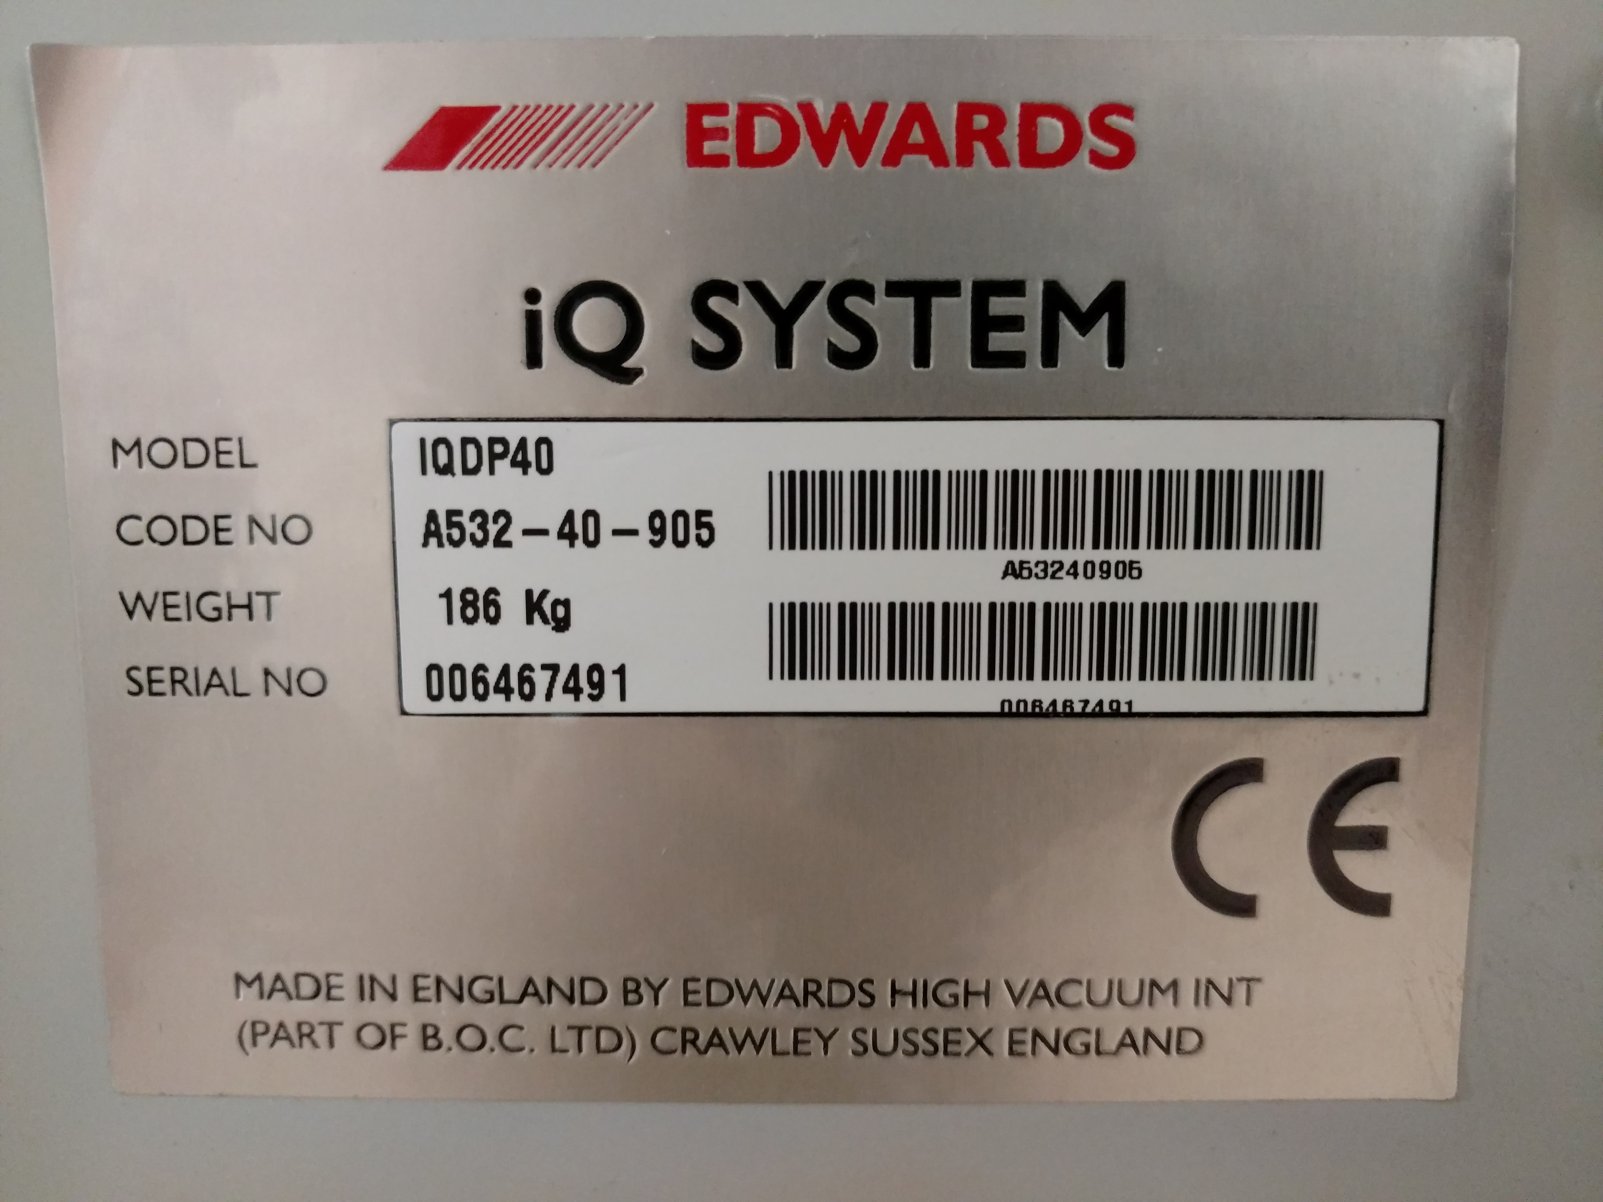 EDWARDS
iQ SYSTEM
MODEL IQDP40
CODE NO A532-40-905
A53240905
WEIGHT 186 Kg
SERIAL NO 006467491
006467491
CE
MADE IN ENGLAND BY EDWARDS HIGH VACUUM INT
(PART OF B.O.C. LTD) CRAWLEY SUSSEX ENGLAND